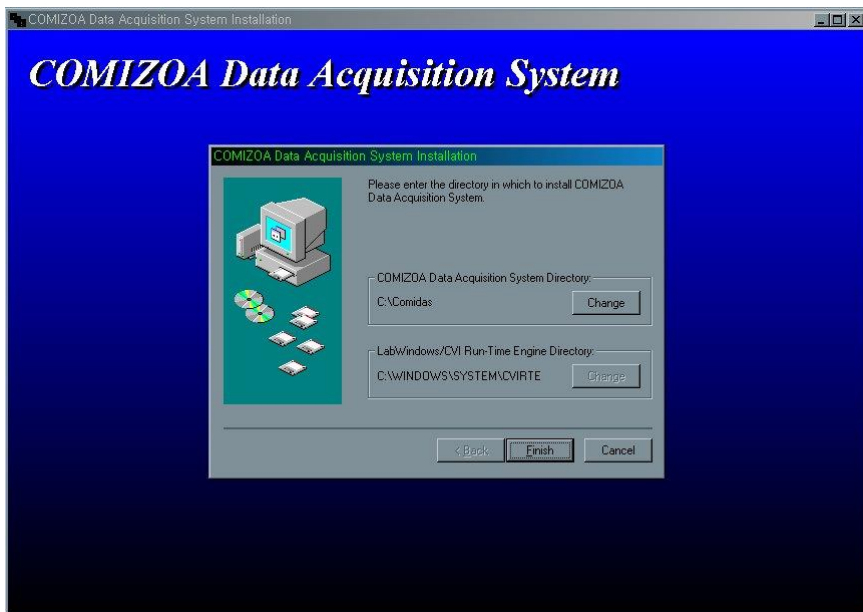 COMIZOA Data Acquisition System Installation
COMIZOA Data Acquisition System
COMIZOA Data Acquisition System Installation
Please enter the directory in which to install COMIZOA
Data Acquisition System.
COMIZOA Data Acquisition System Directory:
C:\Comidas
Change
LabWindows/CVI Run-Time Engine Directory:
C:\WINDOWS\SYSTEM\CVIRTE
Change
< Back
Finish
Cancel